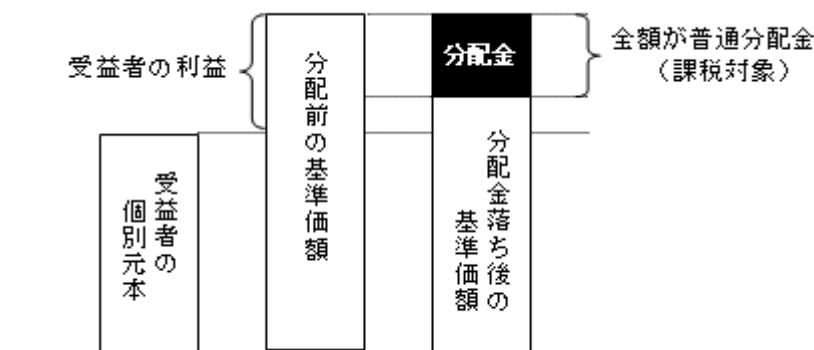 受益者の利益
受益者の
個別元本
分配前の基準価額
分配金
分配金落ち後の
基準価額
全額が普通分配金
（課税対象）